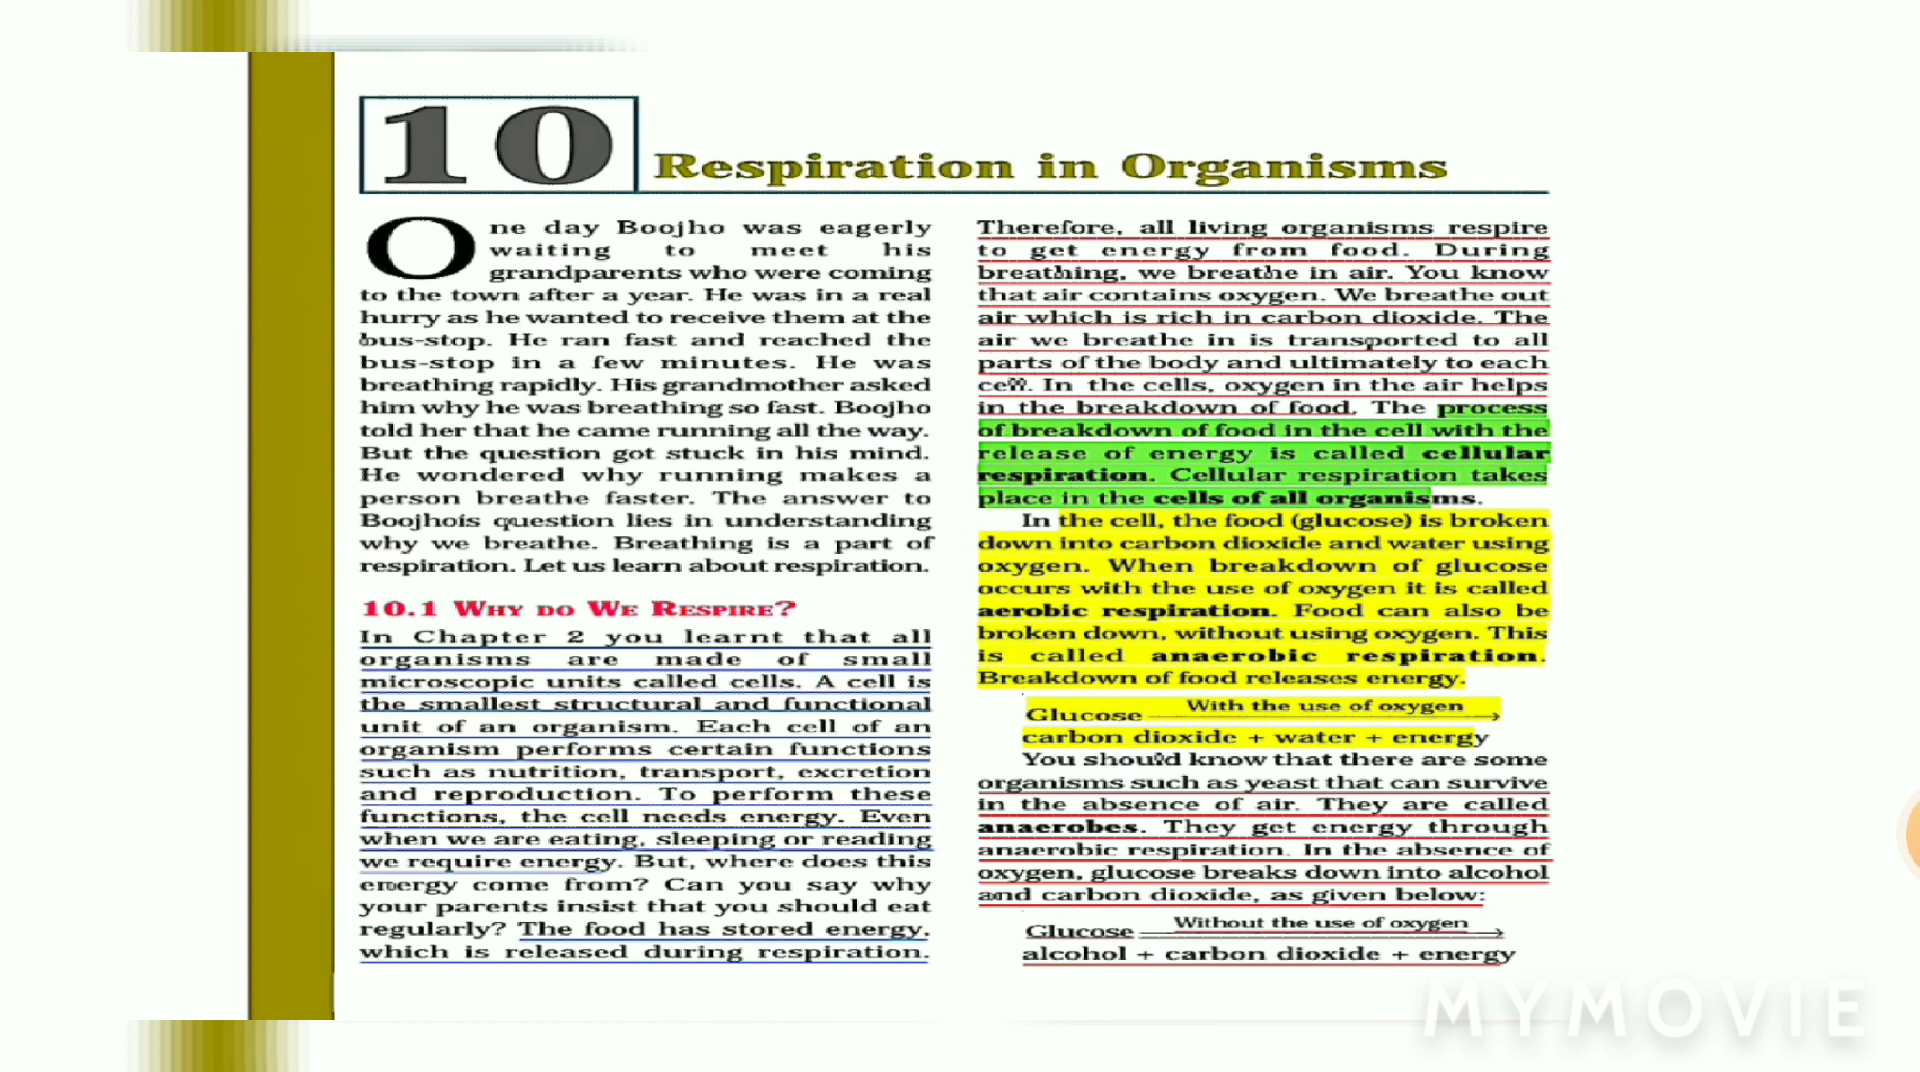 10
Respiration in Organisms
One day Boojho was eagerly
waiting to meet his
grandparents who were coming
to the town after a year. He was in a real
hurry as he wanted to receive them at the
bus-stop. He ran fast and reached the
bus-stop in a few minutes. He was
breathing rapidly. His grandmother asked
him why he was breathing so fast. Boojho
told her that he came running all the way.
But the question got stuck in his mind.
He wondered why running makes a
person breathe faster. The answer to
Boojhoís question lies in understanding
why we breathe. Breathing is a part of
respiration. Let us learn about respiration.
10.1 WHY DO WE RESPIRE?
In Chapter 2 you learnt that all
organisms are made of small
microscopic units called cells. A cell is
the smallest structural and functional
unit of an organism. Each cell of an
organism performs certain functions
such as nutrition, transport, excretion
and reproduction. To perform these
functions, the cell needs energy. Even
when we are eating, sleeping or reading
we require energy. But, where does this
energy come from? Can you say why
your parents insist that you should eat
regularly? The food has stored energy,
which is released during respiration.
Therefore, all living organisms respire
to get energy from food. During
breathing, we breathe in air. You know
that air contains oxygen. We breathe out
air which is rich in carbon dioxide. The
air we breathe in is transported to all
parts of the body and ultimately to each
cell. In the cells, oxygen in the air helps
in the breakdown of food. The process
of breakdown of food in the cell with the
release of energy is called cellular
respiration. Cellular respiration takes
place in the cells of all organisms.
In the cell, the food (glucose) is broken
down into carbon dioxide and water using
oxygen. When breakdown of glucose
occurs with the use of oxygen it is called
aerobic respiration. Food can also be
broken down, without using oxygen. This
is called anaerobic respiration.
Breakdown of food releases energy.
Glucose With the use of oxygen →
carbon dioxide + water + energy
You should know that there are some
organisms such as yeast that can survive
in the absence of air. They are called
anaerobes. They get energy through
anaerobic respiration. In the absence of
oxygen, glucose breaks down into alcohol
and carbon dioxide, as given below:
Glucose Without the use of oxygen →
alcohol + carbon dioxide + energy
MYMOVIE